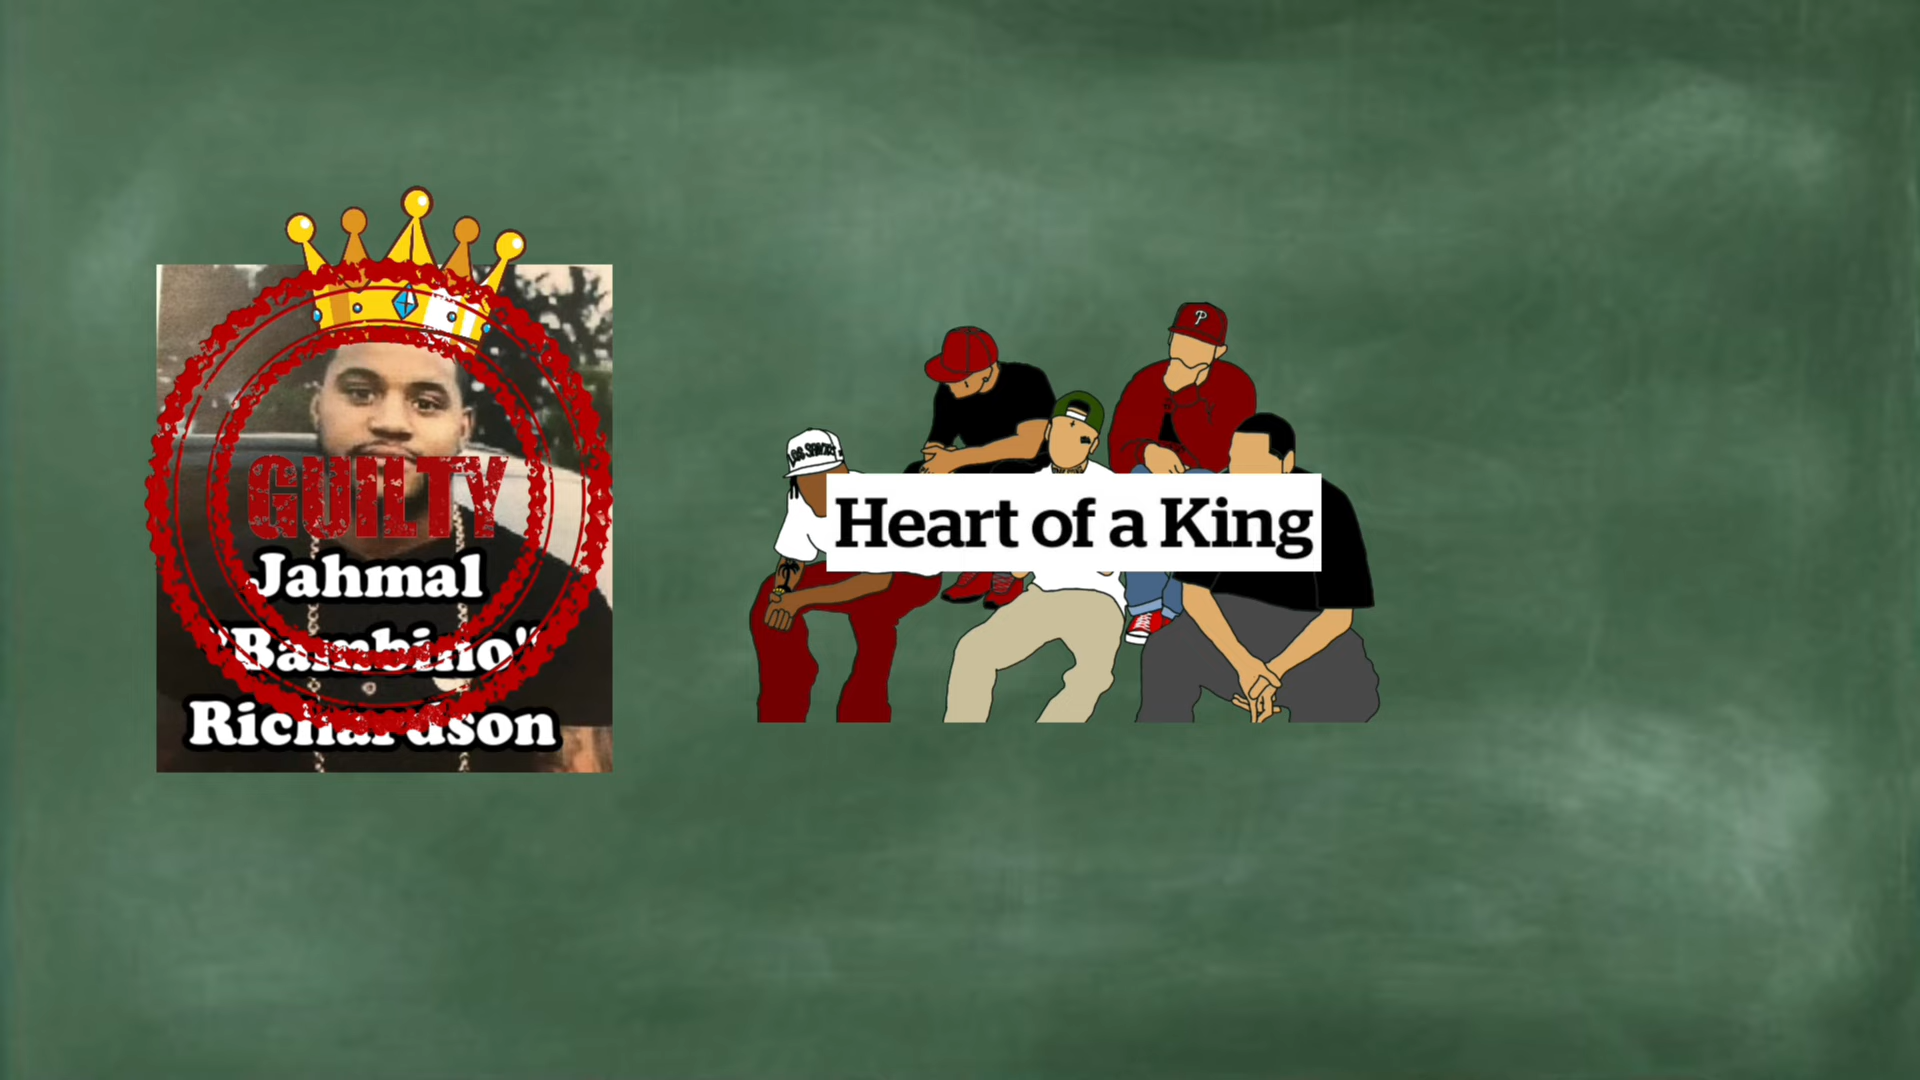 GUILTY
Jahmal
"Bambino"
Richardson
Heart of a King
P